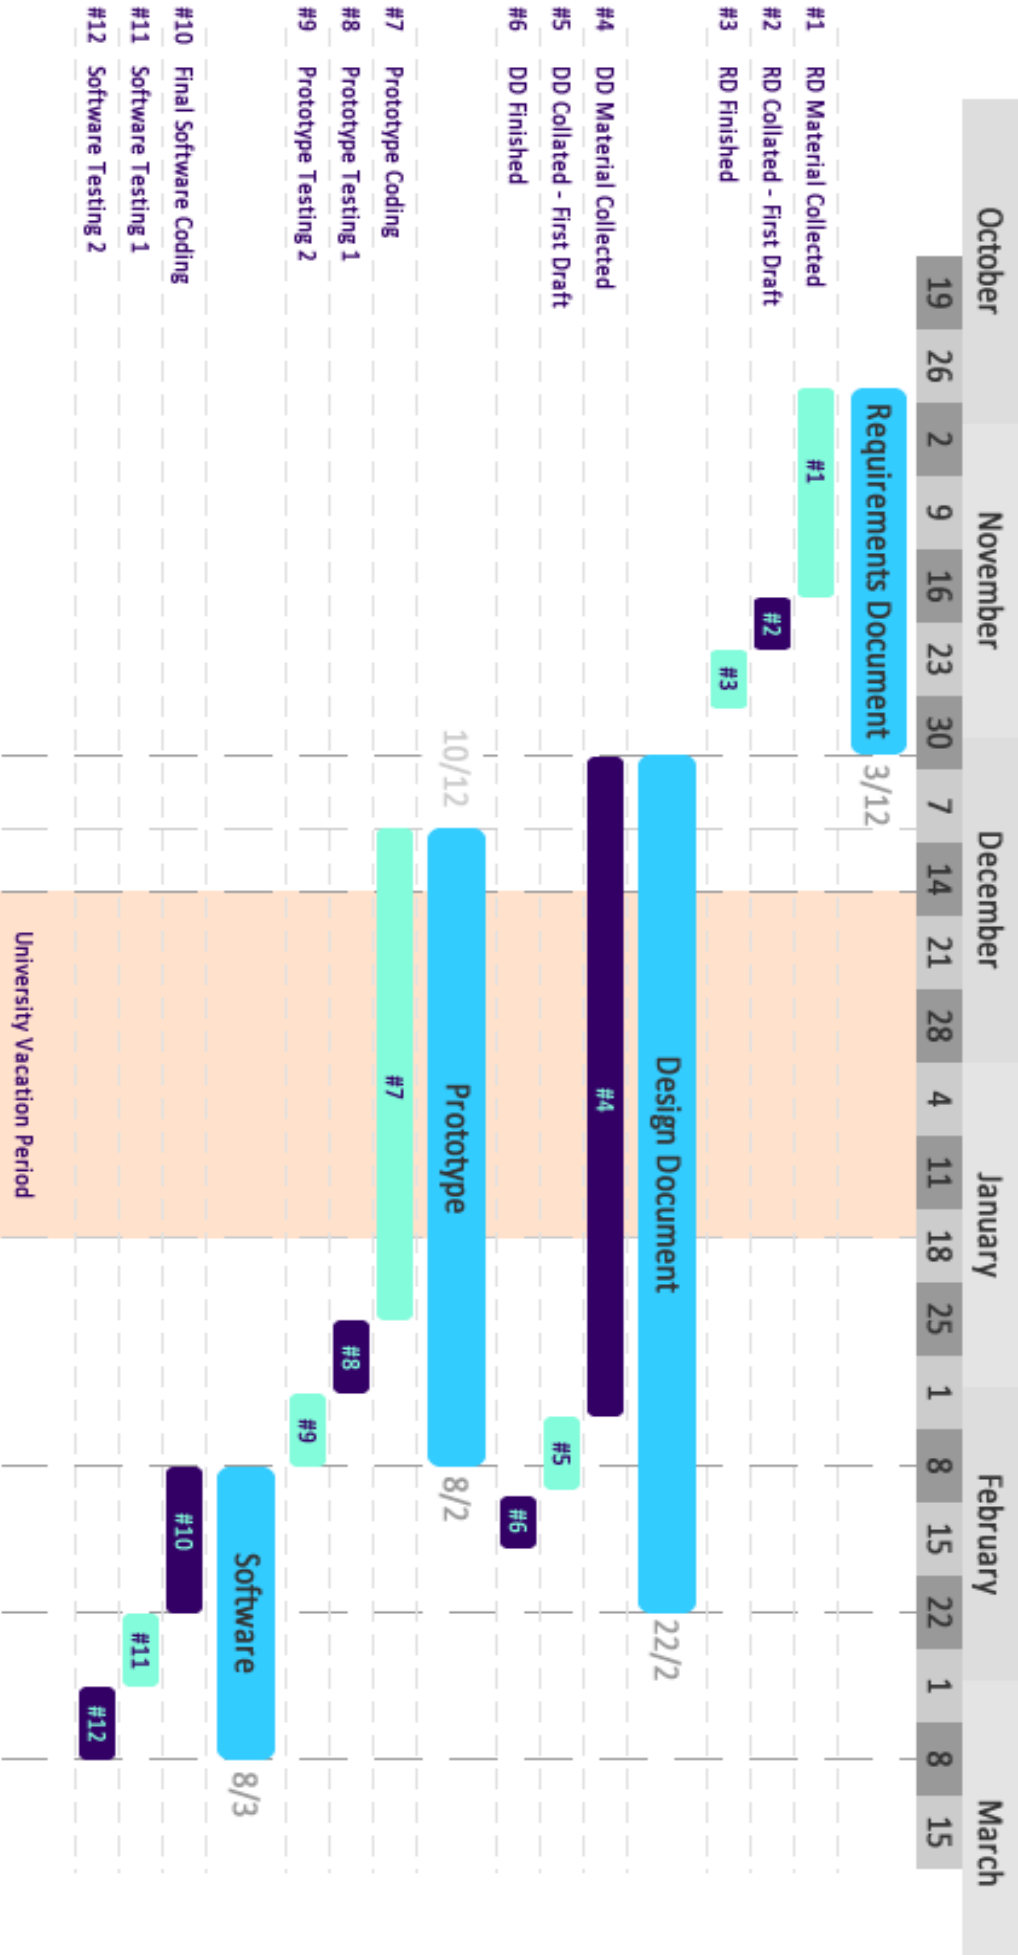 October November December January February March
19 26 2 9 16 23 30 7 14 21 28 4 11 18 25 1 8 15 22 1 8 15
Requirements Document 3/12
#1 RD Material Collected #1
#2 RD Collated - First Draft #2
#3 RD Finished #3
Design Document 22/2
#4 DD Material Collected #4
#5 DD Collated - First Draft #5
#6 DD Finished #6
10/12 Prototype 8/2
#7 Prototype Coding #7
#8 Prototype Testing 1 #8
#9 Prototype Testing 2 #9
Software 8/3
#10 Final Software Coding #10
#11 Software Testing 1 #11
#12 Software Testing 2 #12
University Vacation Period